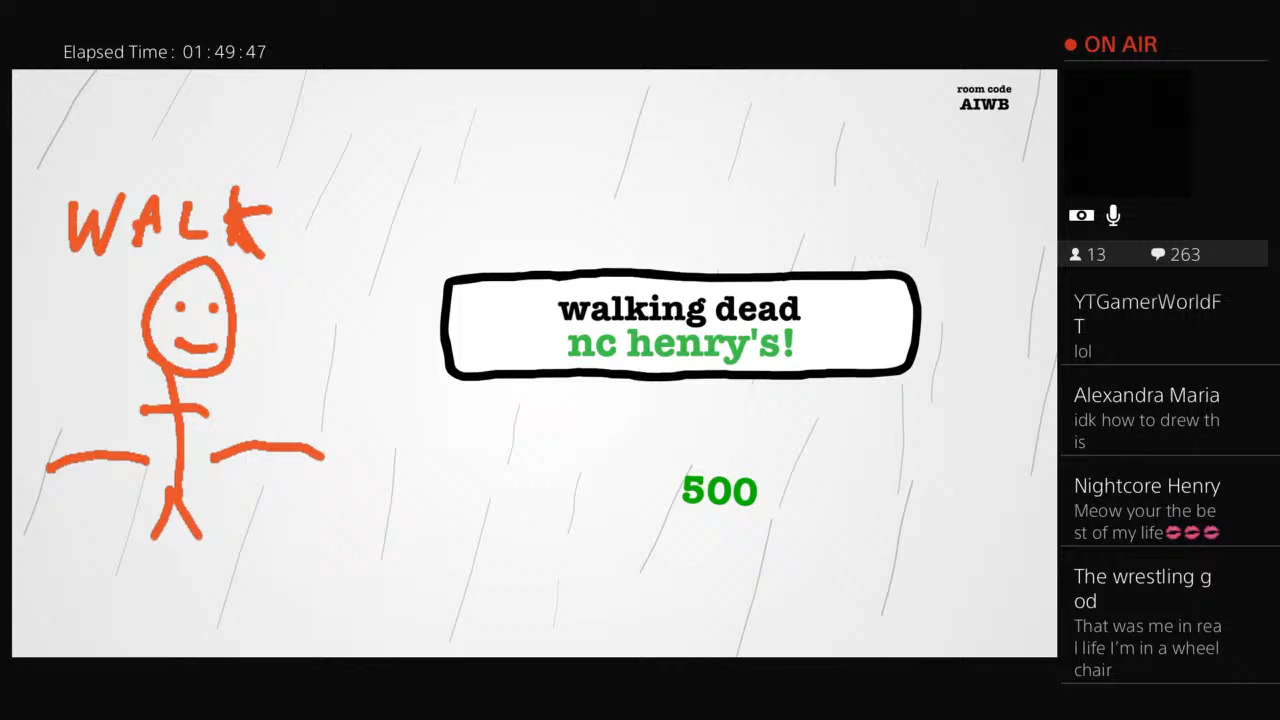 Elapsed Time: 01:49:47
ON AIR
room code
AIWB
WALK
walking dead
nc henry's!
500
13 263
YTGamerWorldF
T
lol
Alexandra Maria
idk how to drew th
is
Nightcore Henry
Meow your the be
st of my life💋💋💋
The wrestling g
od
That was me in rea
l life I'm in a wheel
chair